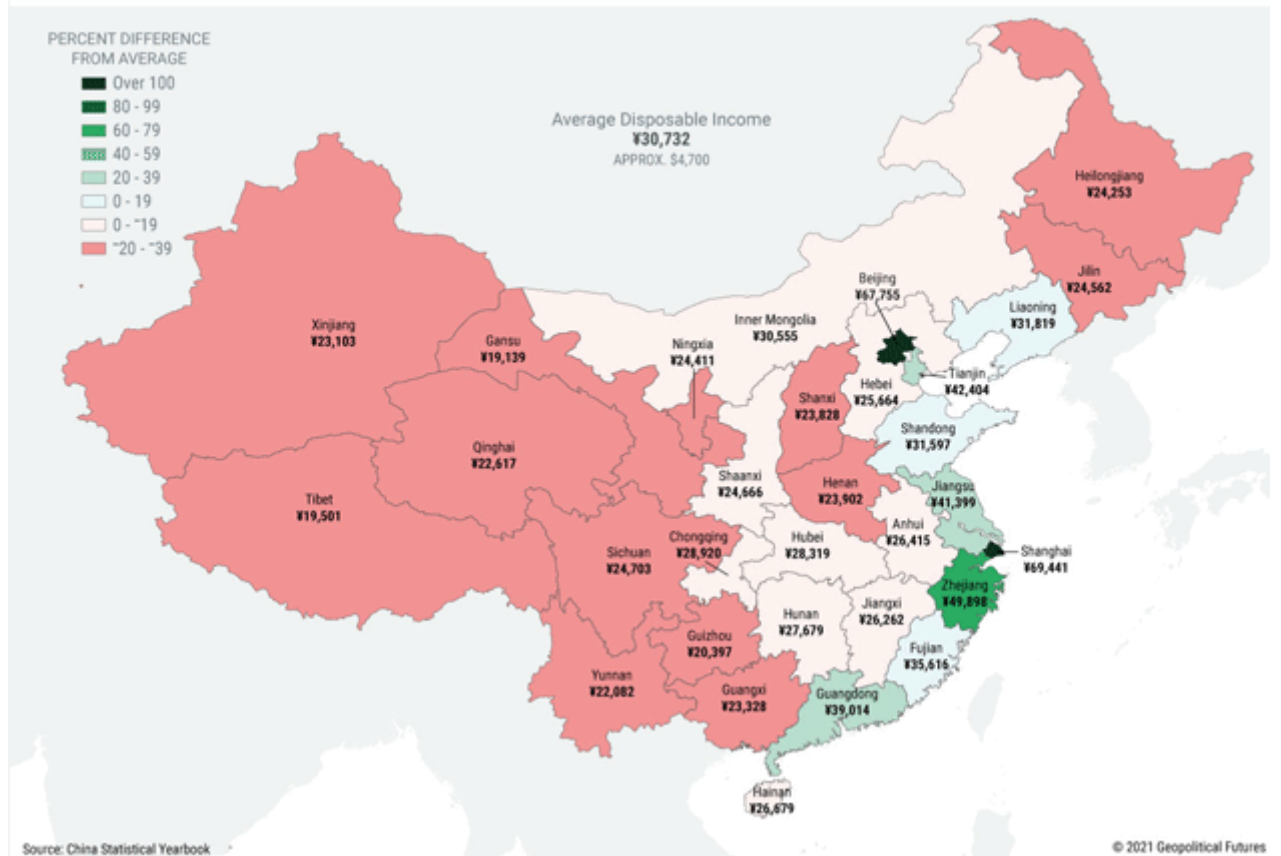 PERCENT DIFFERENCE
FROM AVERAGE
Over 100
80 - 99
60 - 79
40 - 59
20 - 39
0 - 19
0 - ‾19
‾20 - ‾39
Average Disposable Income
¥30,732
APPROX. $4,700
Heilongjiang
¥24,253
Jilin
¥24,562
Beijing
¥67,755
Liaoning
¥31,819
Inner Mongolia
¥30,555
Xinjiang
¥23,103
Gansu
¥19,139
Ningxia
¥24,411
Tianjin
¥42,404
Hebei
¥25,664
Shanxi
¥23,828
Shandong
¥31,597
Qinghai
¥22,617
Shaanxi
¥24,666
Henan
¥23,902
Jiangsu
¥41,399
Tibet
¥19,501
Anhui
¥26,415
Sichuan
¥24,703
Chongqing
¥28,920
Hubei
¥28,319
Shanghai
¥69,441
Zhejiang
¥49,898
Hunan
¥27,679
Jiangxi
¥26,262
Guizhou
¥20,397
Fujian
¥35,616
Yunnan
¥22,082
Guangxi
¥23,328
Guangdong
¥39,014
Hainan
¥26,679
Source: China Statistical Yearbook
© 2021 Geopolitical Futures